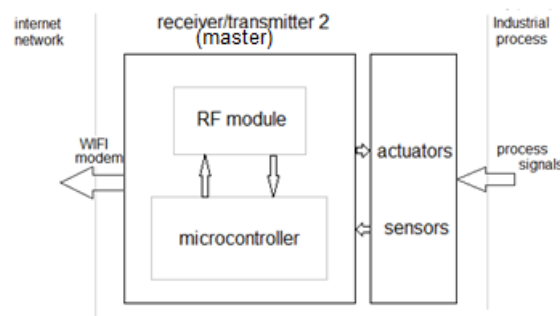 internet
network
receiver/transmitter 2
(master)
Industrial
process
RF module
WIFI
modem
actuators
process
signals
microcontroller
sensors